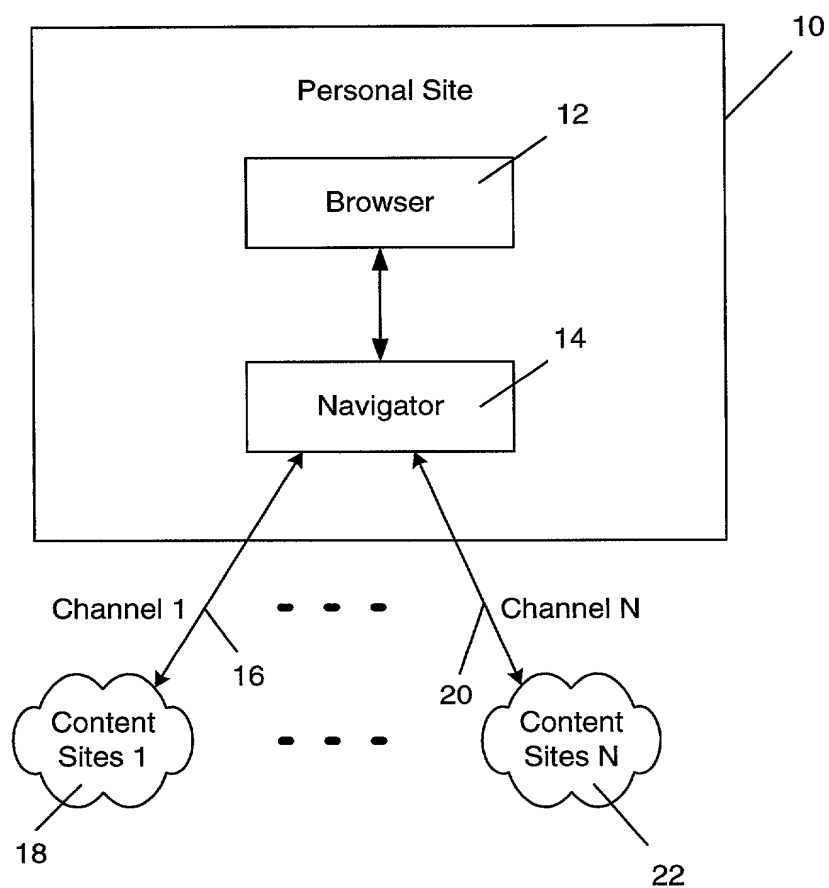 10
Personal Site
12
Browser
14
Navigator
Channel 1
Channel N
16
20
Content
Sites 1
Content
Sites N
18
22